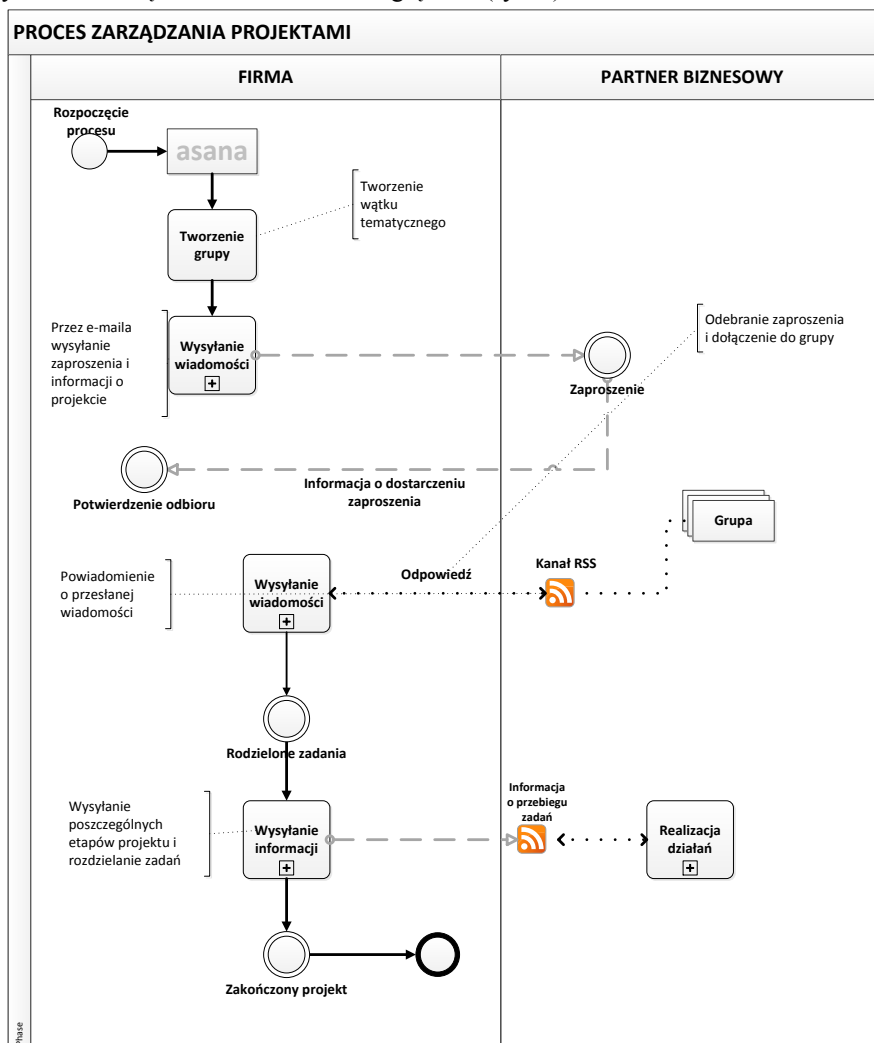 PROCES ZARZĄDZANIA PROJEKTAMI
FIRMA
PARTNER BIZNESOWY
Rozpoczęcie
procesu
asana
Tworzenie
wątku
tematycznego
Tworzenie
grupy
Przez e-maila
wysyłanie
zaproszenia i
informacji o
projekcie
Wysyłanie
wiadomości
Odebranie zaproszenia
i dołączenie do grupy
Zaproszenie
Informacja o dostarczeniu
zaproszenia
Potwierdzenie odbioru
Grupa
Kanał RSS
Odpowiedź
Powiadomienie
o przesłanej
wiadomości
Wysyłanie
wiadomości
Rodzielone zadania
Informacja
o przebiegu
zadań
Wysyłanie
poszczególnych
etapów projektu i
rozdzielanie zadań
Wysyłanie
informacji
Realizacja
działań
Zakończony projekt
Phase